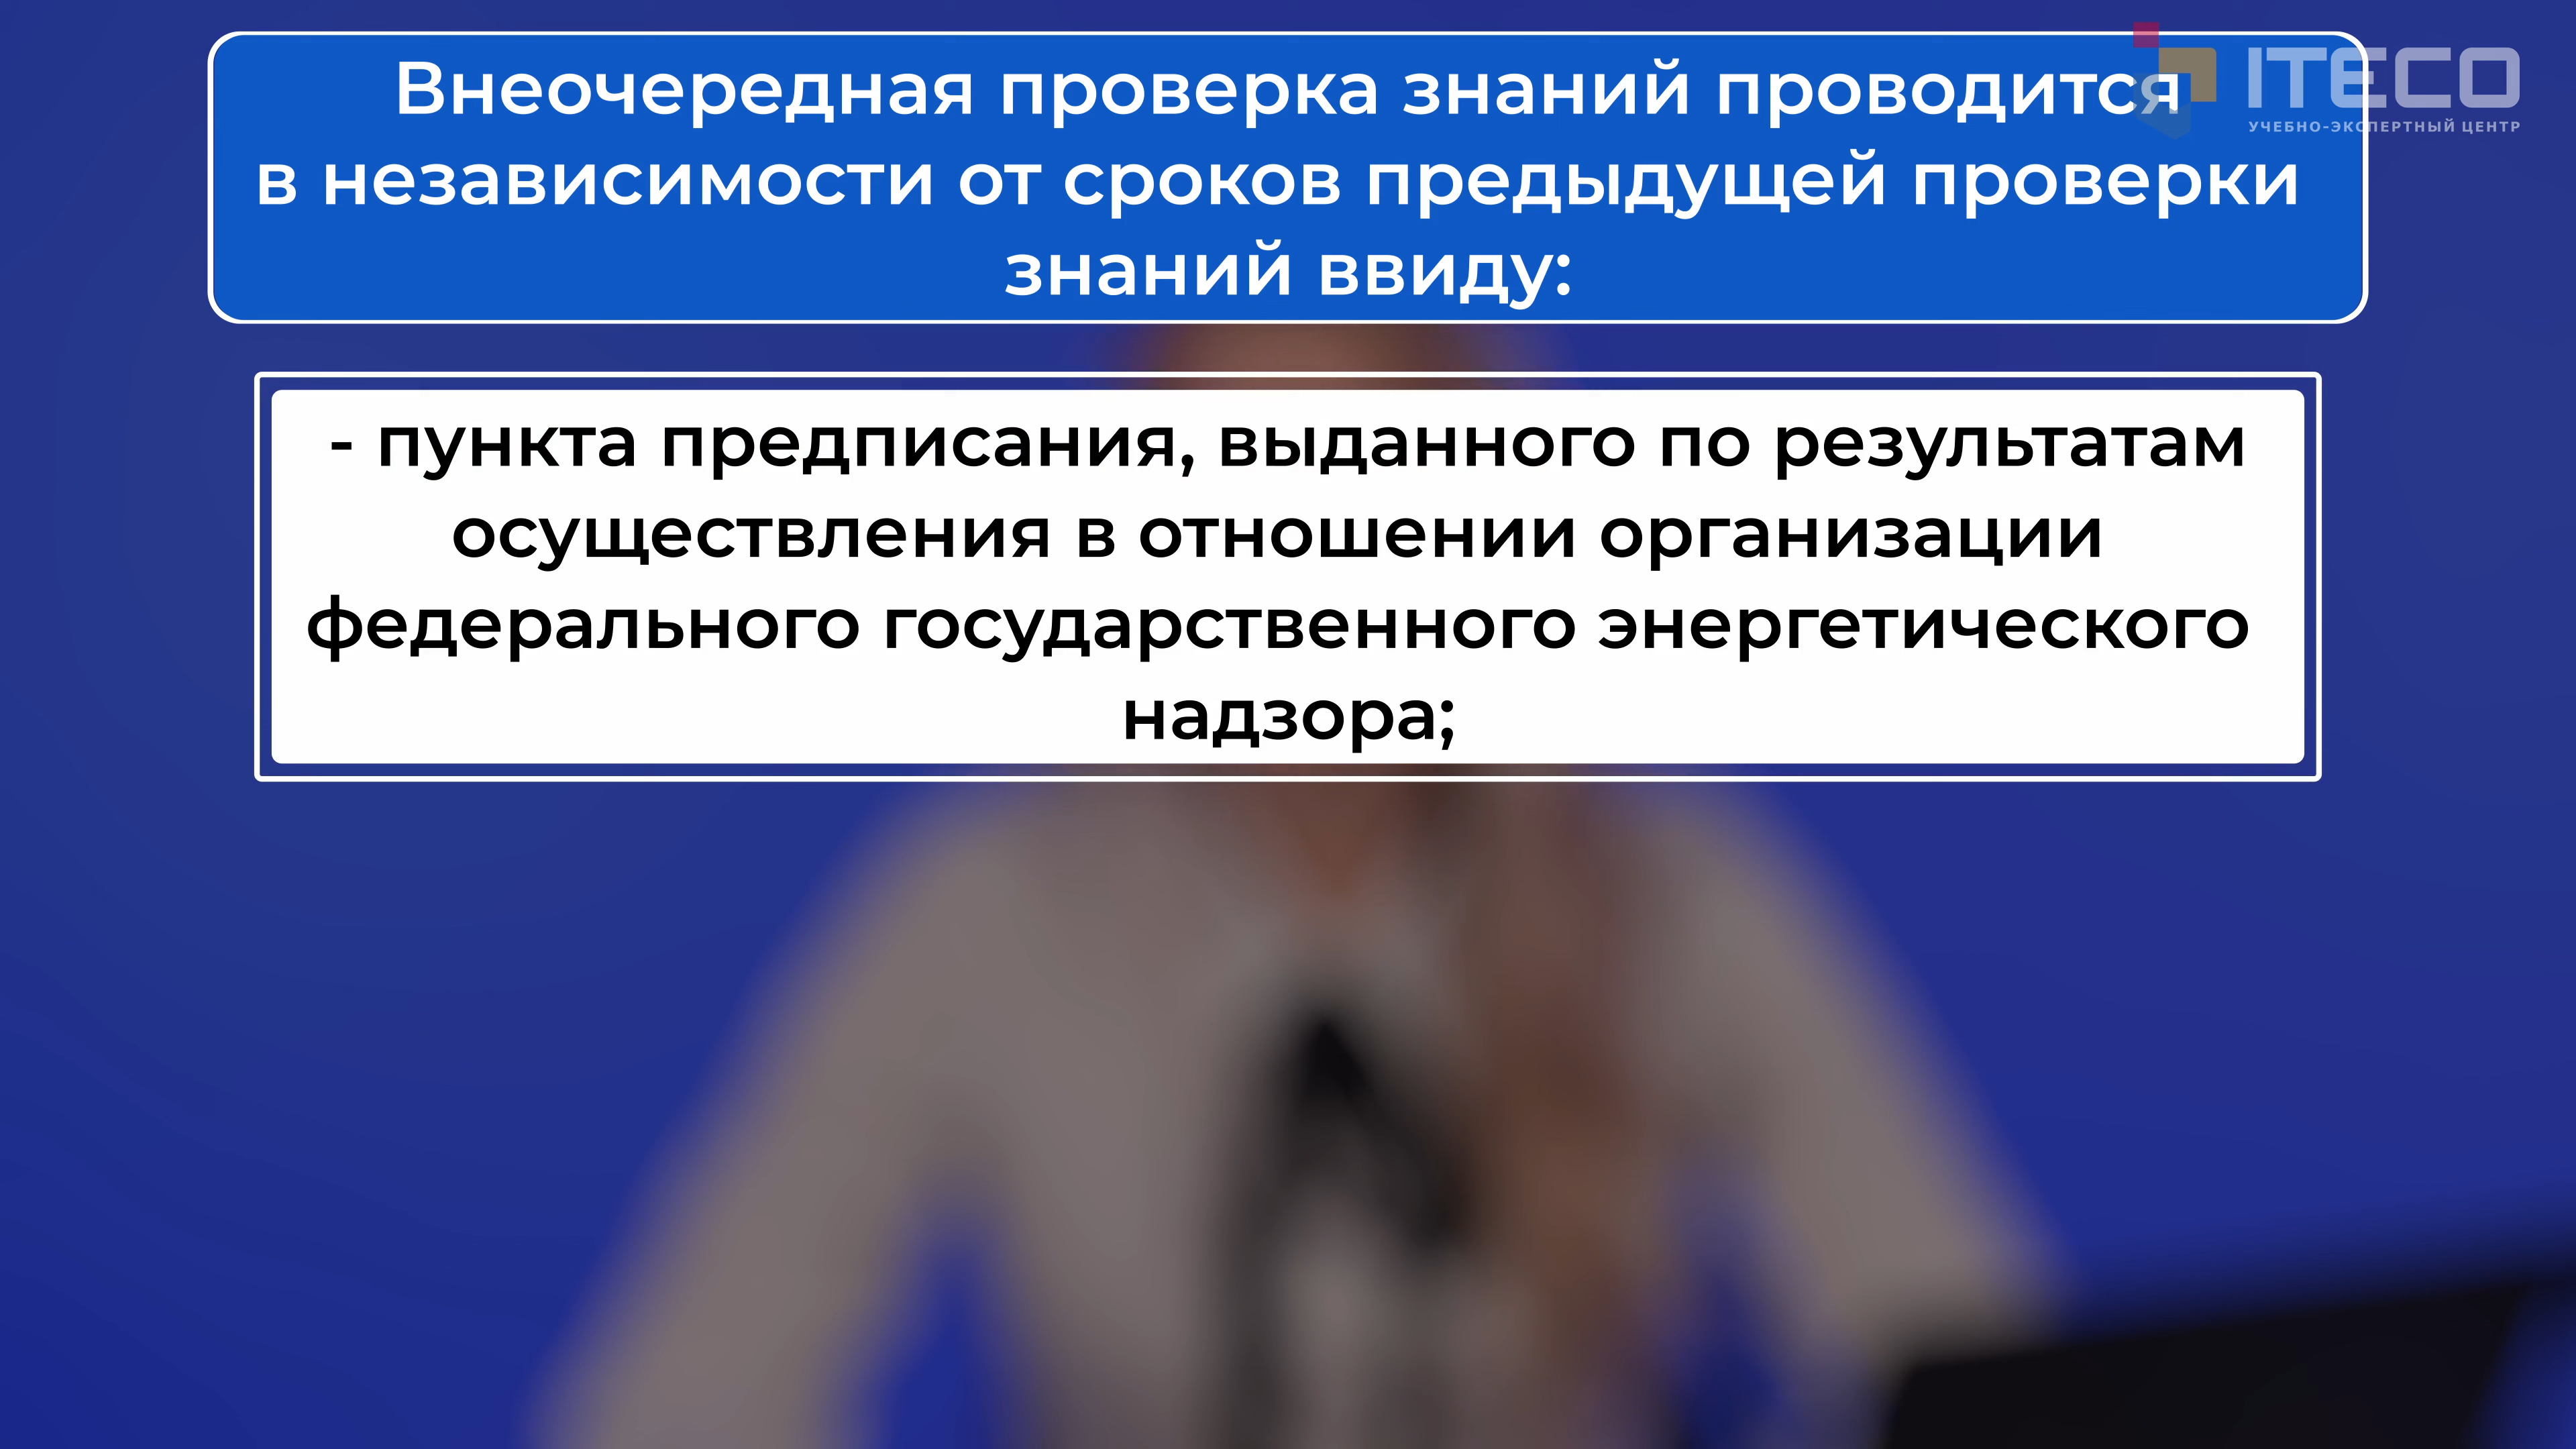 Внеочередная проверка знаний проводится
в независимости от сроков предыдущей проверки
знаний ввиду:
ITECO
УЧЕБНО-ЭКСПЕРТНЫЙ ЦЕНТР
- пункта предписания, выданного по результатам
осуществления в отношении организации
федерального государственного энергетического
надзора;